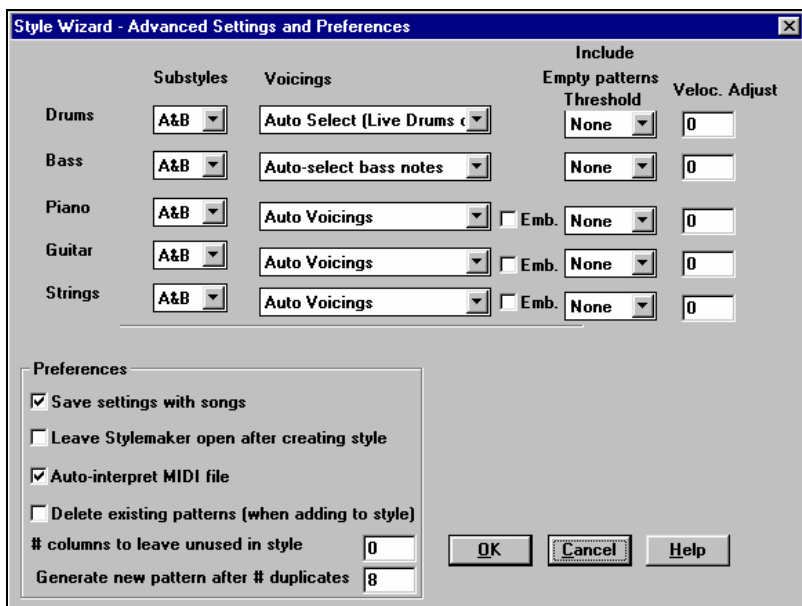 Style Wizard - Advanced Settings and Preferences
Include
Substyles Voicings Empty patterns Veloc. Adjust
Threshold
Drums A&B Auto Select (Live Drums None 0
Bass A&B Auto-select bass notes None 0
Piano A&B Auto Voicings Emb. None 0
Guitar A&B Auto Voicings Emb. None 0
Strings A&B Auto Voicings Emb. None 0
Preferences
Save settings with songs
Leave Stylemaker open after creating style
Auto-interpret MIDI file
Delete existing patterns (when adding to style)
# columns to leave unused in style 0
Generate new pattern after # duplicates 8
OK Cancel Help